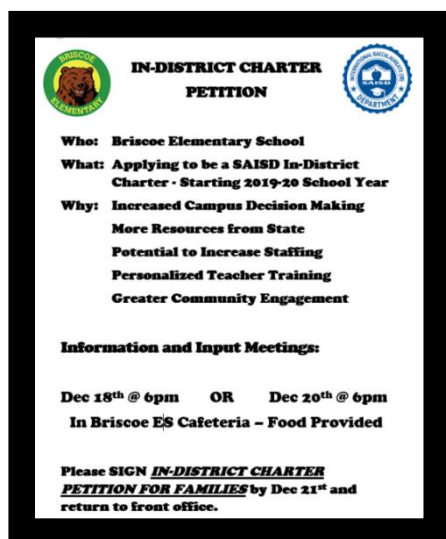 BRISCOE
ELEMENTARY
IN-DISTRICT CHARTER
PETITION
INTERNATIONAL BACCALAUREATE (IB)
SAISD
DEPARTMENT
Who: Briscoe Elementary School
What: Applying to be a SAISD In-District
Charter - Starting 2019-20 School Year
Why: Increased Campus Decision Making
More Resources from State
Potential to Increase Staffing
Personalized Teacher Training
Greater Community Engagement
Information and Input Meetings:
Dec 18th @ 6pm OR Dec 20th @ 6pm
In Briscoe ES Cafeteria – Food Provided
Please SIGN IN-DISTRICT CHARTER
PETITION FOR FAMILIES by Dec 21st and
return to front office.